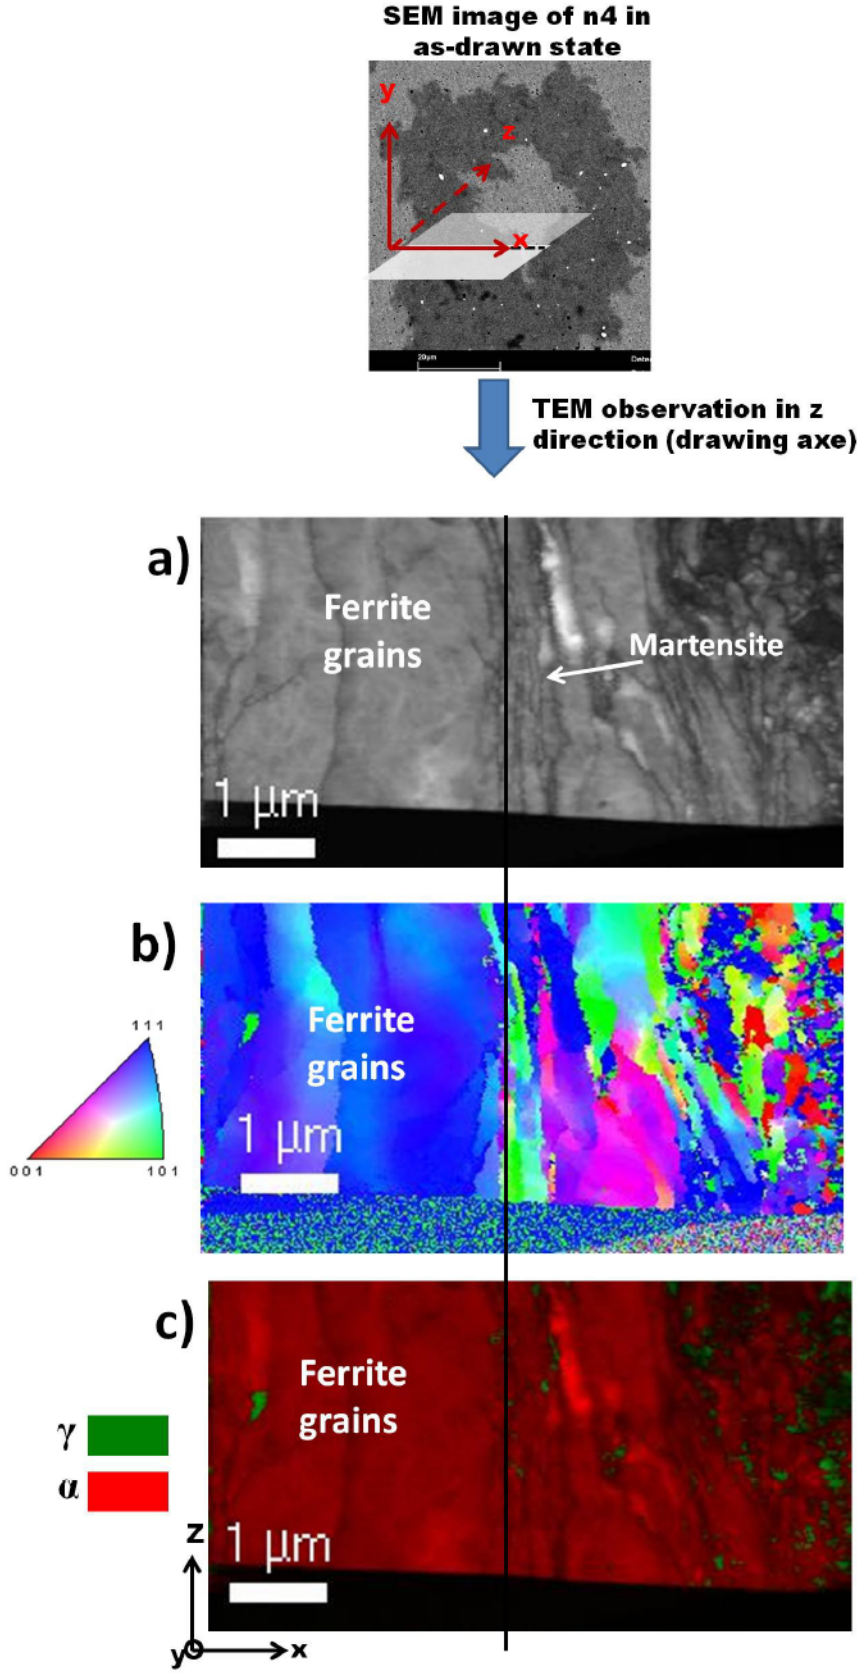 SEM image of n4 in
as-drawn state
y
z
x
20µm
TEM observation in z
direction (drawing axe)
a)
Ferrite
grains
Martensite
1 µm
b)
Ferrite
grains
111
001
101
1 µm
c)
Ferrite
grains
γ
α
z
1 µm
y
x